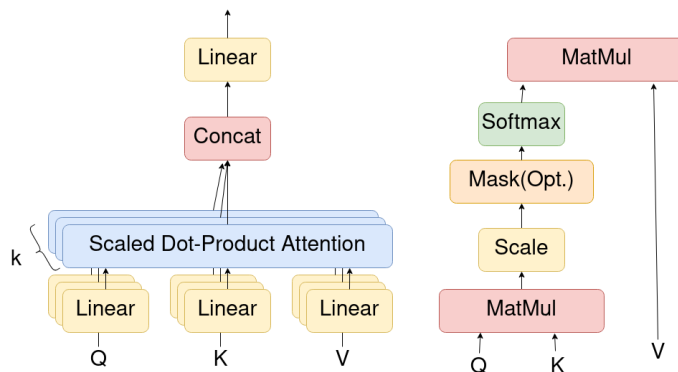 Linear
Concat
Scaled Dot-Product Attention
k
Linear
Linear
Linear
Q
K
V
MatMul
Softmax
Mask(Opt.)
Scale
MatMul
Q
K
V